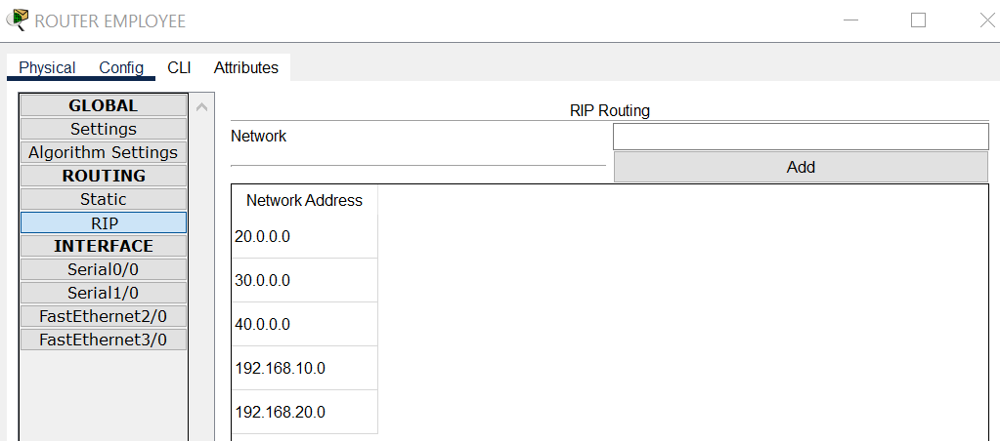 ROUTER EMPLOYEE
Physical Config CLI Attributes
GLOBAL
Settings
Algorithm Settings
ROUTING
Static
RIP
INTERFACE
Serial0/0
Serial1/0
FastEthernet2/0
FastEthernet3/0
RIP Routing
Network
Add
Network Address
20.0.0.0
30.0.0.0
40.0.0.0
192.168.10.0
192.168.20.0